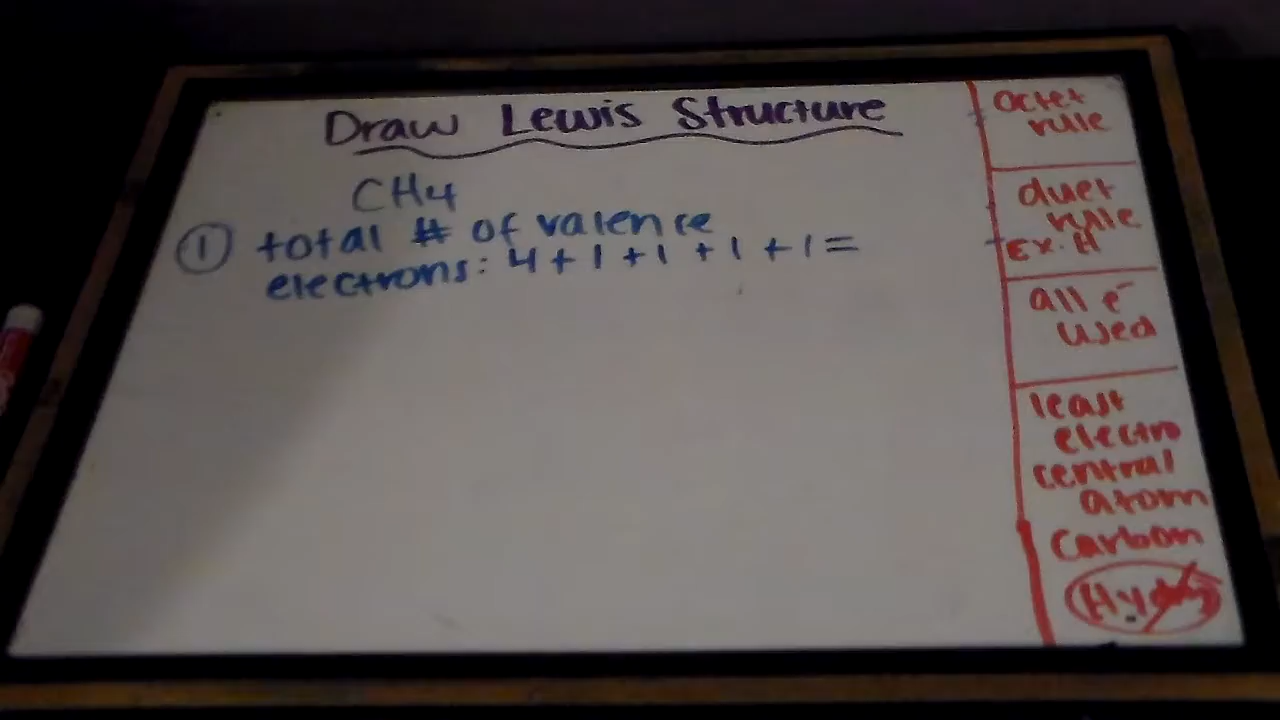 Draw Lewis Structure
CH4
① total # of valence
electrons: 4 + 1 + 1 + 1 + 1 =
Octet
rule
duet
rule
Ex. H
all e⁻
used
least
electro
central
atom
Carbon